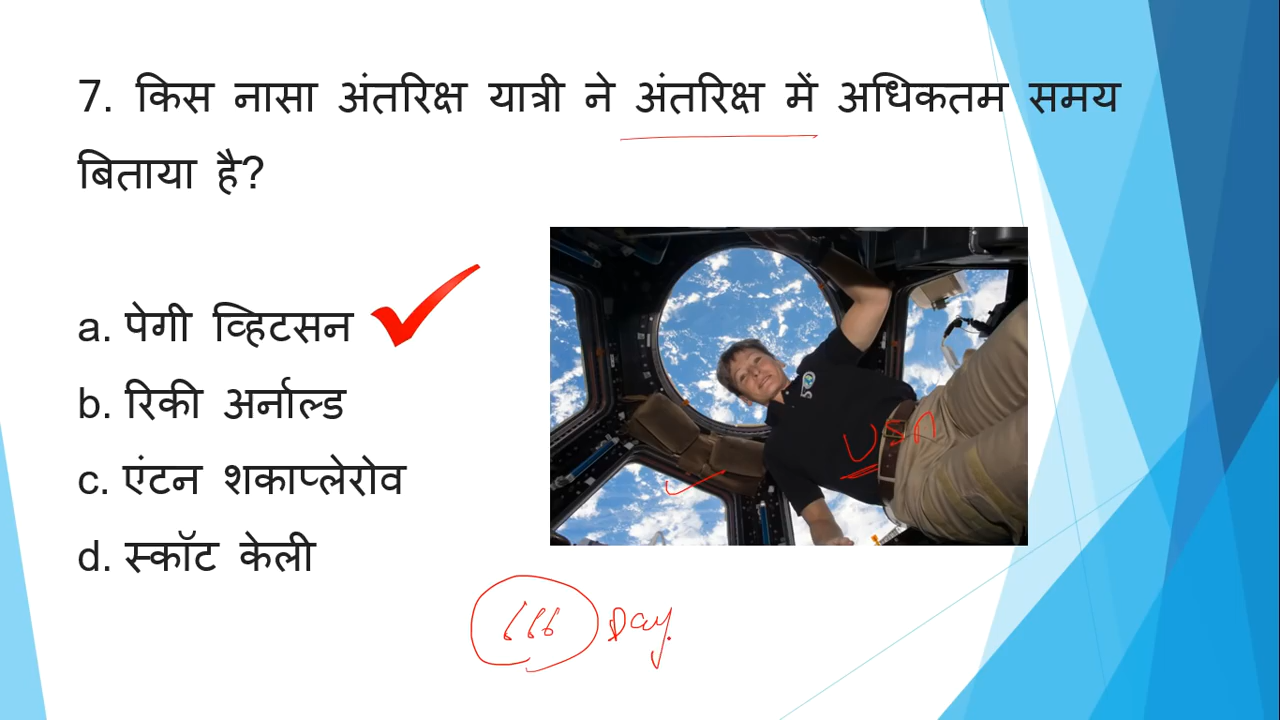 7. किस नासा अंतरिक्ष यात्री ने अंतरिक्ष में अधिकतम समय
बिताया है?
a. पेगी व्हिटसन
b. रिकी अर्नाल्ड
c. एंटन शकाप्लेरोव
d. स्कॉट केली
USA
666 Day.